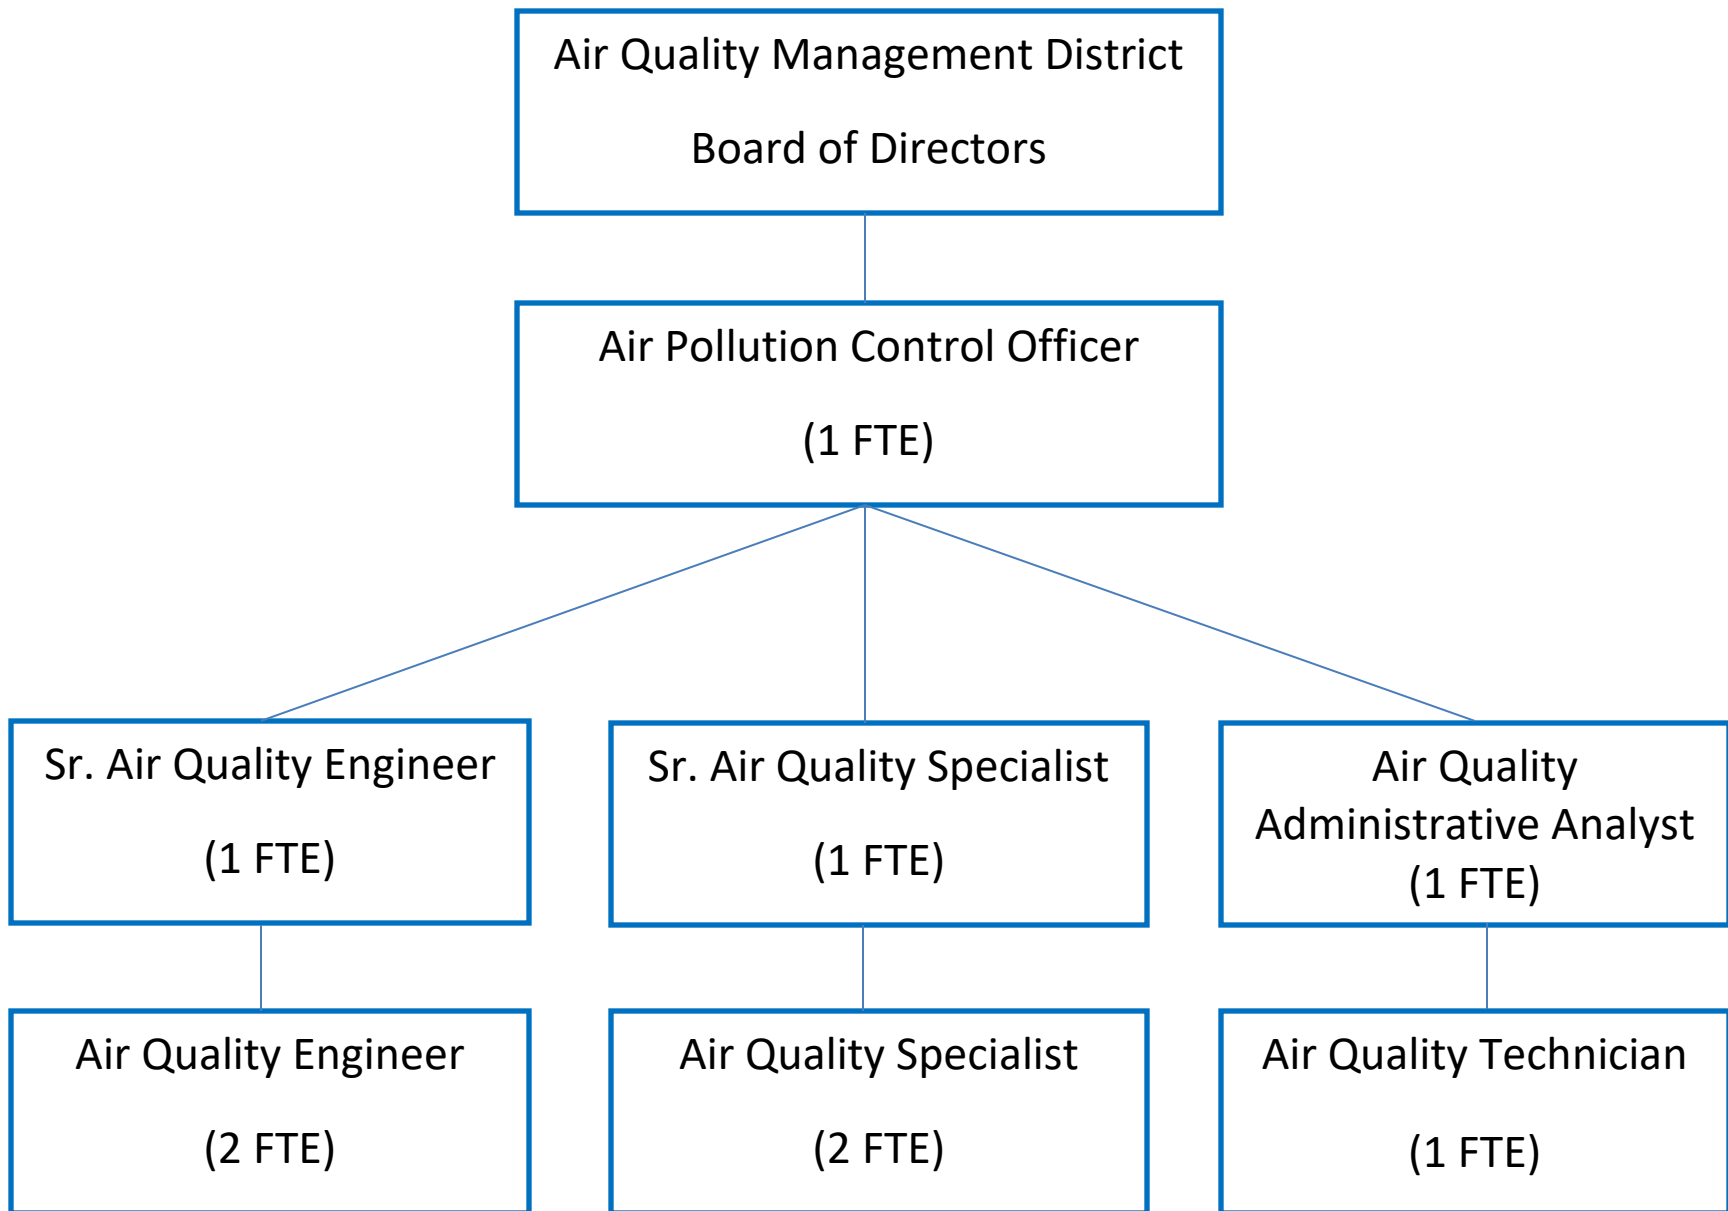 Air Quality Management District
Board of Directors
Air Pollution Control Officer
(1 FTE)
Sr. Air Quality Engineer
(1 FTE)
Sr. Air Quality Specialist
(1 FTE)
Air Quality
Administrative Analyst
(1 FTE)
Air Quality Engineer
(2 FTE)
Air Quality Specialist
(2 FTE)
Air Quality Technician
(1 FTE)